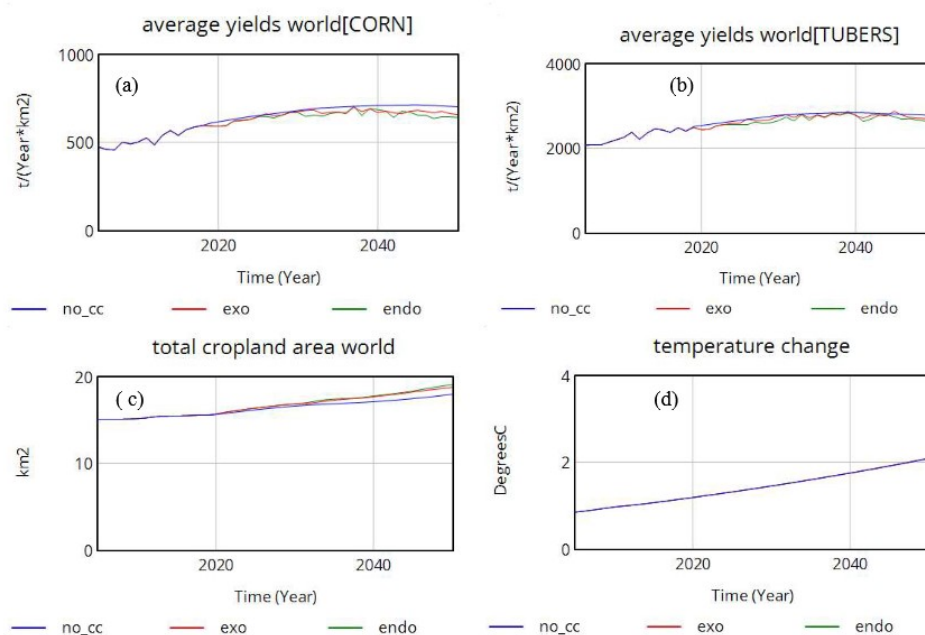 average yields world[CORN]
1000
(a)
t/(Year*km2)
500
0
2020
2040
Time (Year)
no_cc
exo
endo
average yields world[TUBERS]
4000
(b)
t/(Year*km2)
2000
0
2020
2040
Time (Year)
no_cc
exo
endo
total cropland area world
20
( c)
km2
10
0
2020
2040
Time (Year)
no_cc
exo
endo
temperature change
4
(d)
DegreesC
2
0
2020
2040
Time (Year)
no_cc
exo
endo